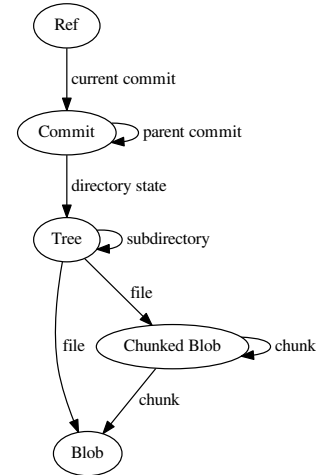 Ref
current commit
Commit
parent commit
directory state
Tree
subdirectory
file
file
Chunked Blob
chunk
chunk
Blob